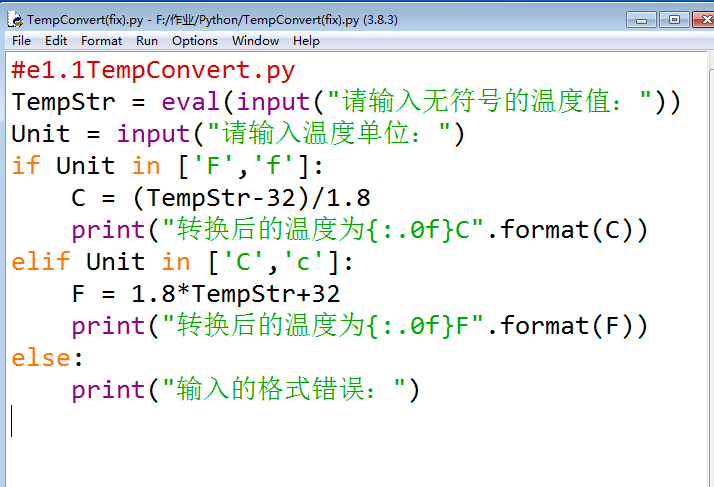 TempConvert(fix).py - F:/作业/Python/TempConvert(fix).py (3.8.3)
File Edit Format Run Options Window Help
#e1.1TempConvert.py
TempStr = eval(input("请输入无符号的温度值："))
Unit = input("请输入温度单位：")
if Unit in ['F','f']:
    C = (TempStr-32)/1.8
    print("转换后的温度为{:.0f}C".format(C))
elif Unit in ['C','c']:
    F = 1.8*TempStr+32
    print("转换后的温度为{:.0f}F".format(F))
else:
    print("输入的格式错误：")